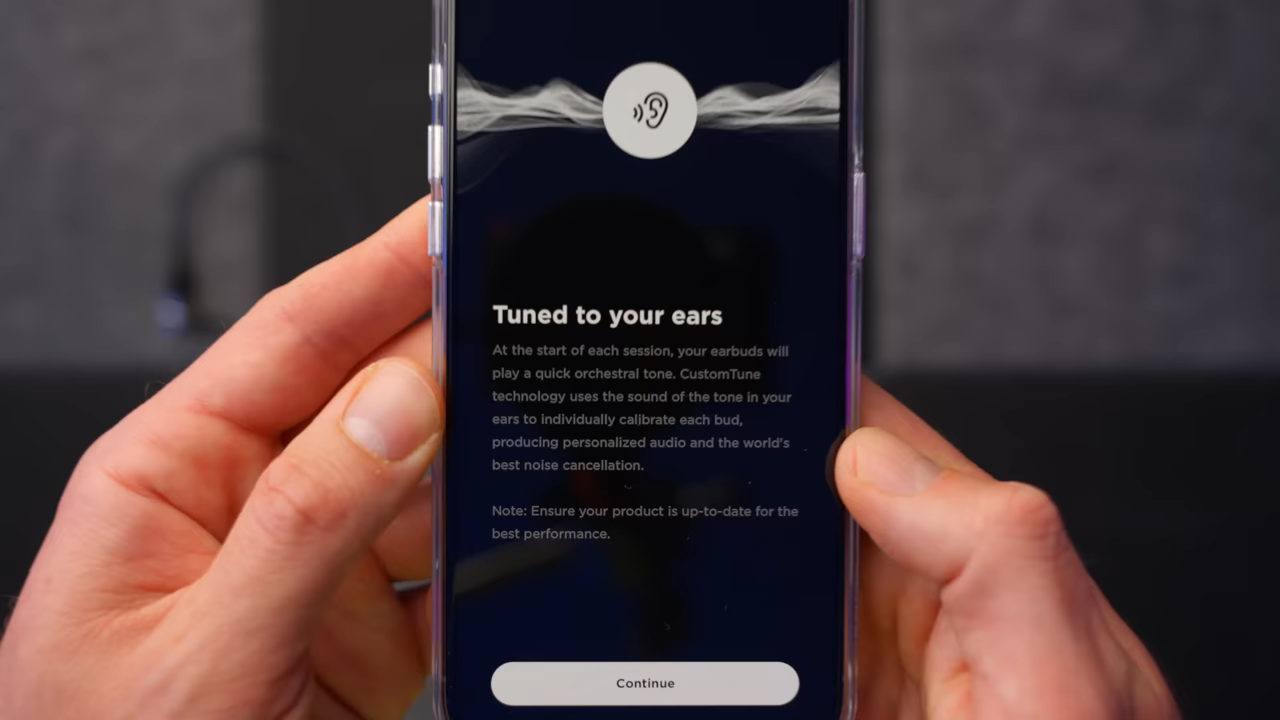 Tuned to your ears
At the start of each session, your earbuds will
play a quick orchestral tone. CustomTune
technology uses the sound of the tone in your
ears to individually calibrate each bud,
producing personalized audio and the world's
best noise cancellation.
Note: Ensure your product is up-to-date for the
best performance.
Continue